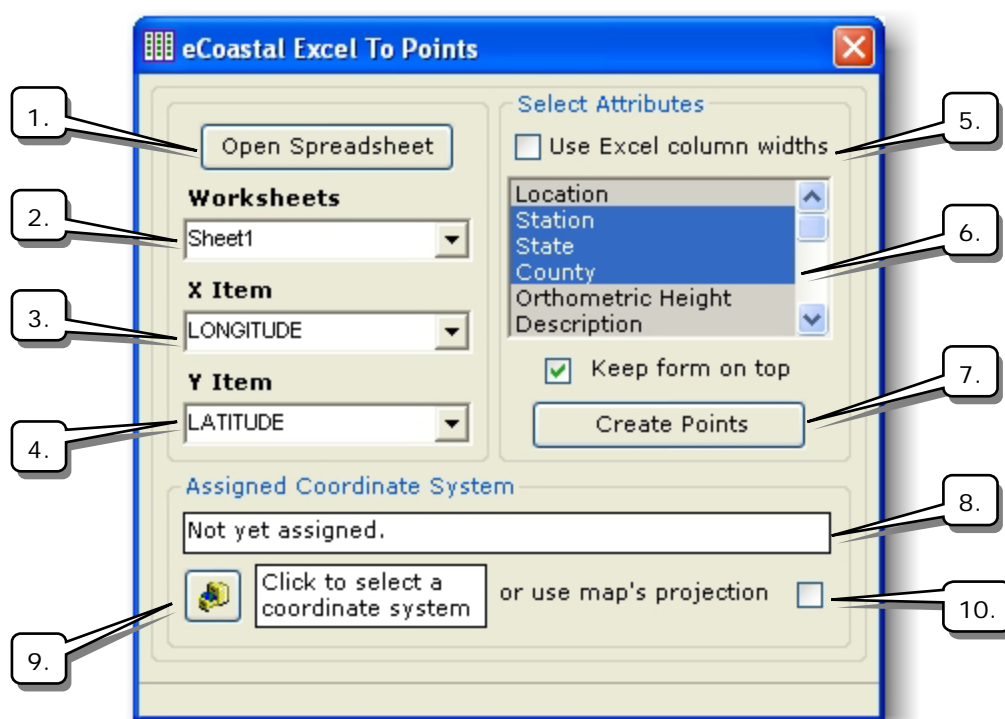 eCoastal Excel To Points
1.
Open Spreadsheet
2.
Worksheets
Sheet1
3.
X Item
LONGITUDE
4.
Y Item
LATITUDE
Select Attributes
5.
Use Excel column widths
6.
Location
Station
State
County
Orthometric Height
Description
Keep form on top
7.
Create Points
Assigned Coordinate System
8.
Not yet assigned.
9.
Click to select a
coordinate system
or use map's projection
10.